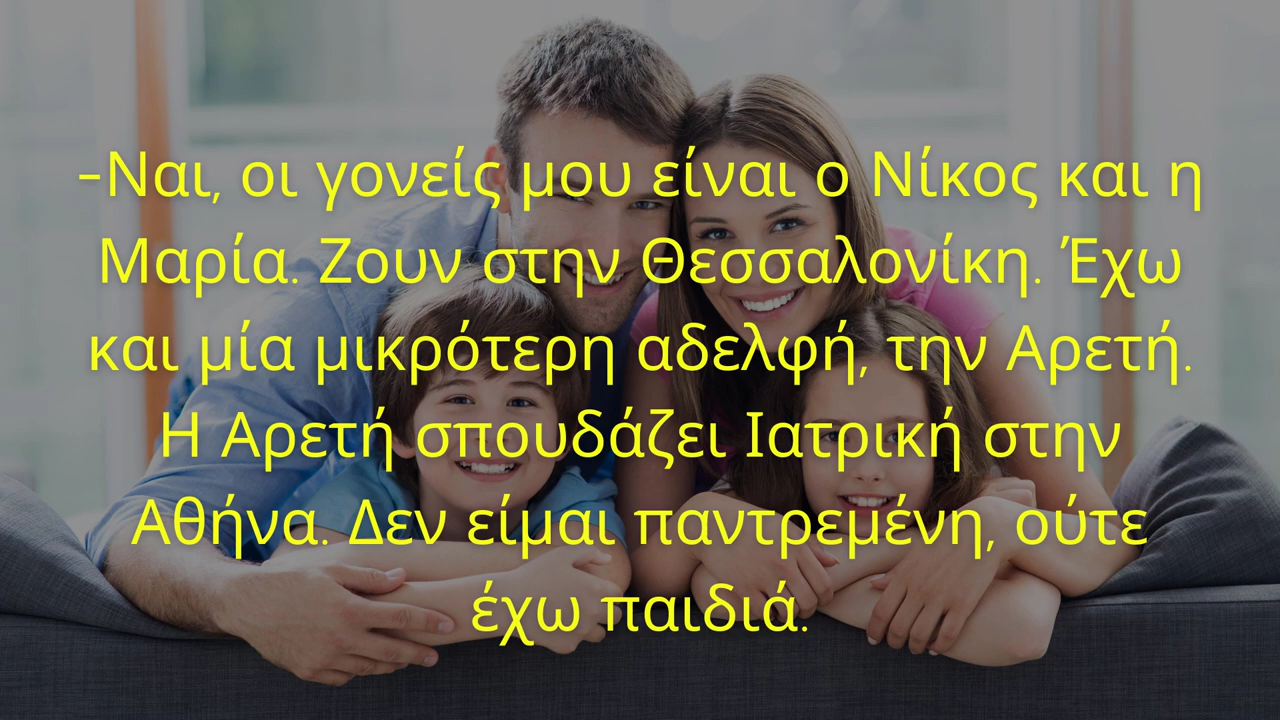 -Ναι, οι γονείς μου είναι ο Νίκος και η
Μαρία. Ζουν στην Θεσσαλονίκη. Έχω
και μία μικρότερη αδελφή, την Αρετή.
Η Αρετή σπουδάζει Ιατρική στην
Αθήνα. Δεν είμαι παντρεμένη, ούτε
έχω παιδιά.